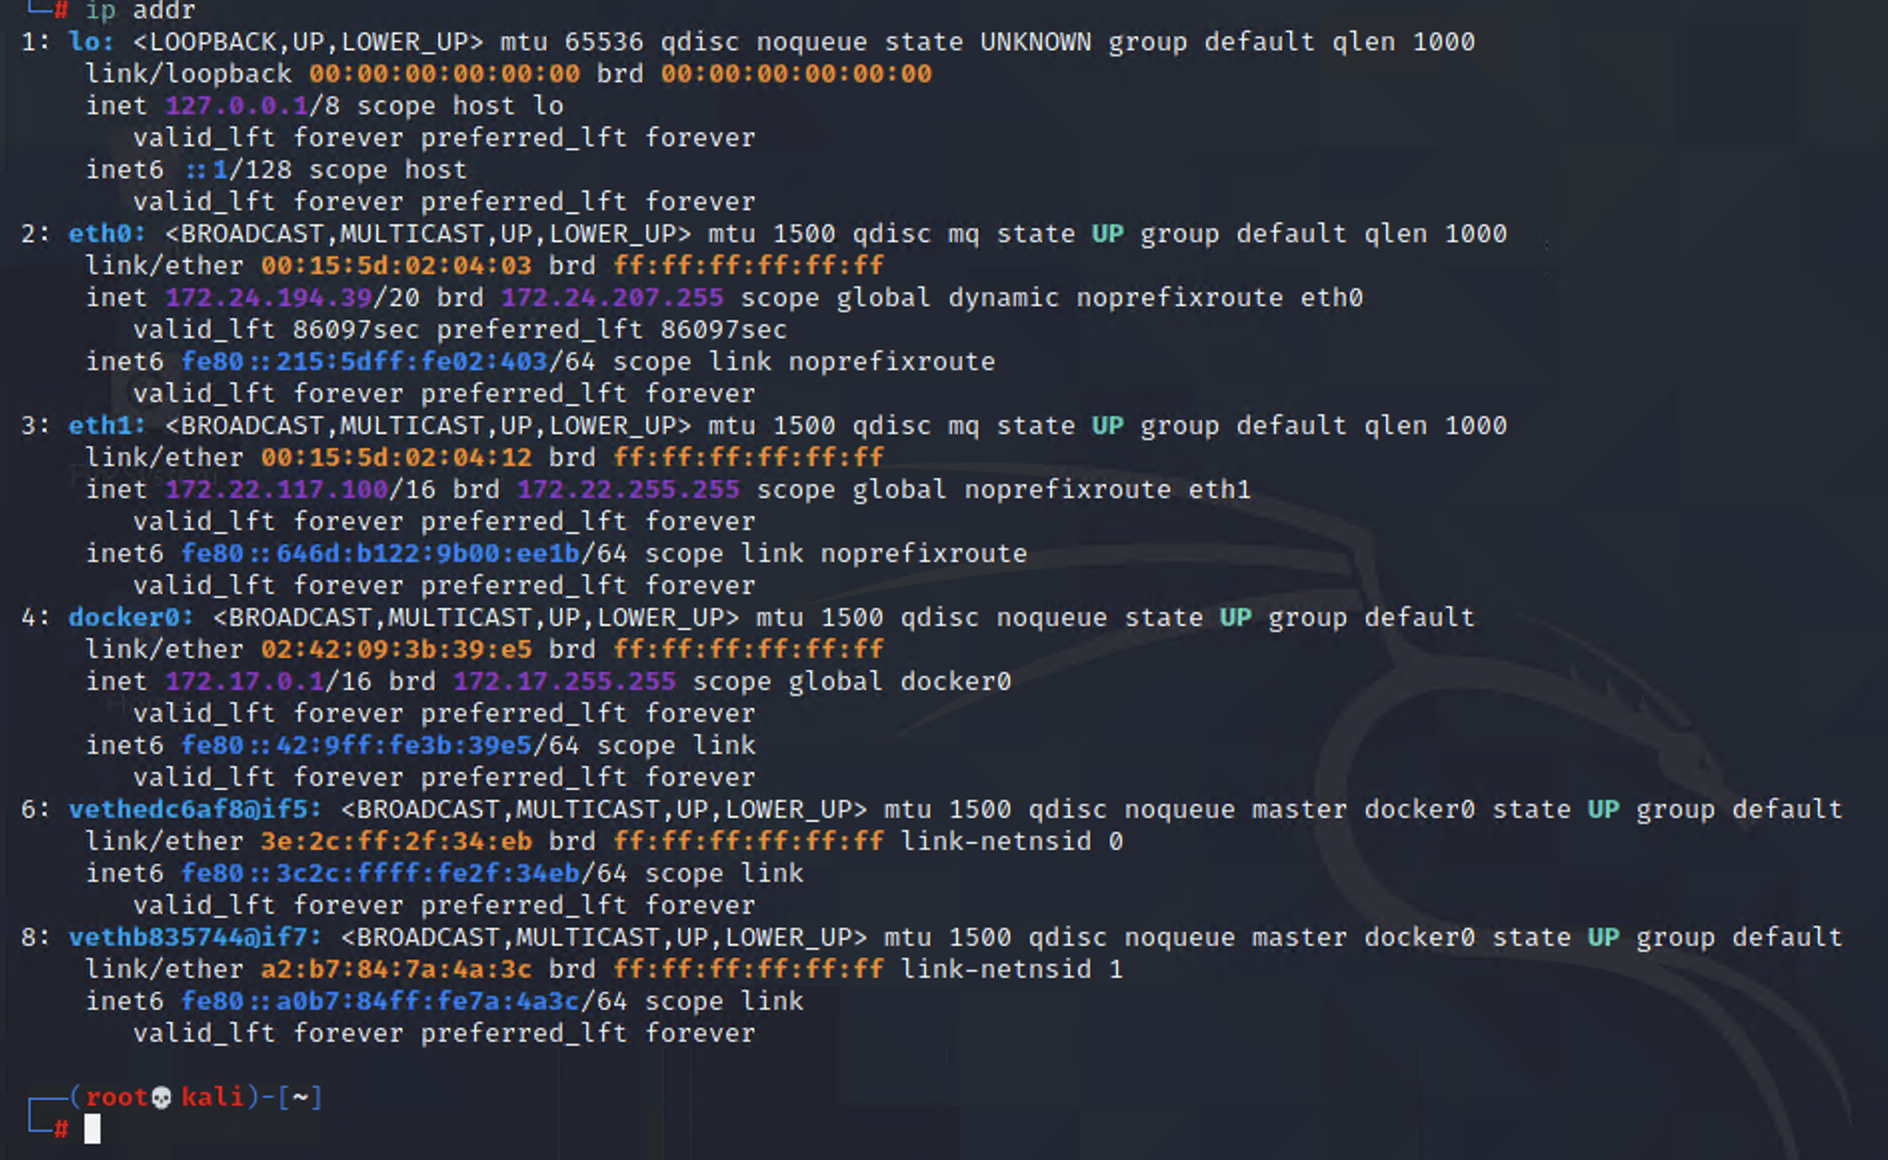 └─# ip addr
1: lo: <LOOPBACK,UP,LOWER_UP> mtu 65536 qdisc noqueue state UNKNOWN group default qlen 1000
link/loopback 00:00:00:00:00:00 brd 00:00:00:00:00:00
inet 127.0.0.1/8 scope host lo
valid_lft forever preferred_lft forever
inet6 ::1/128 scope host
valid_lft forever preferred_lft forever
2: eth0: <BROADCAST,MULTICAST,UP,LOWER_UP> mtu 1500 qdisc mq state UP group default qlen 1000
link/ether 00:15:5d:02:04:03 brd ff:ff:ff:ff:ff:ff
inet 172.24.194.39/20 brd 172.24.207.255 scope global dynamic noprefixroute eth0
valid_lft 86097sec preferred_lft 86097sec
inet6 fe80::215:5dff:fe02:403/64 scope link noprefixroute
valid_lft forever preferred_lft forever
3: eth1: <BROADCAST,MULTICAST,UP,LOWER_UP> mtu 1500 qdisc mq state UP group default qlen 1000
link/ether 00:15:5d:02:04:12 brd ff:ff:ff:ff:ff:ff
inet 172.22.117.100/16 brd 172.22.255.255 scope global noprefixroute eth1
valid_lft forever preferred_lft forever
inet6 fe80::646d:b122:9b00:ee1b/64 scope link noprefixroute
valid_lft forever preferred_lft forever
4: docker0: <BROADCAST,MULTICAST,UP,LOWER_UP> mtu 1500 qdisc noqueue state UP group default
link/ether 02:42:09:3b:39:e5 brd ff:ff:ff:ff:ff:ff
inet 172.17.0.1/16 brd 172.17.255.255 scope global docker0
valid_lft forever preferred_lft forever
inet6 fe80::42:9ff:fe3b:39e5/64 scope link
valid_lft forever preferred_lft forever
6: vethedc6af8@if5: <BROADCAST,MULTICAST,UP,LOWER_UP> mtu 1500 qdisc noqueue master docker0 state UP group default
link/ether 3e:2c:ff:2f:34:eb brd ff:ff:ff:ff:ff:ff link-netnsid 0
inet6 fe80::3c2c:ffff:fe2f:34eb/64 scope link
valid_lft forever preferred_lft forever
8: vethb835744@if7: <BROADCAST,MULTICAST,UP,LOWER_UP> mtu 1500 qdisc noqueue master docker0 state UP group default
link/ether a2:b7:84:7a:4a:3c brd ff:ff:ff:ff:ff:ff link-netnsid 1
inet6 fe80::a0b7:84ff:fe7a:4a3c/64 scope link
valid_lft forever preferred_lft forever
┌──(root💀kali)-[~]
└─#